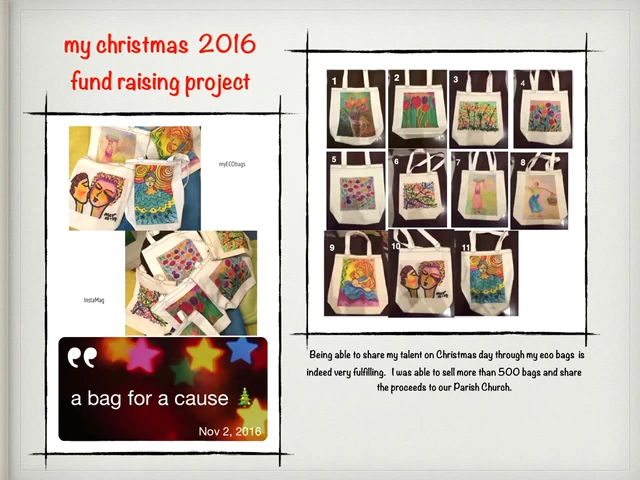 my christmas 2016
fund raising project
myECObags
InstaMag
a bag for a cause 🎄
Nov 2, 2016
1 2 3 4
5 6 7 8
9 10 11
Being able to share my talent on Christmas day through my eco bags is
indeed very fulfilling. I was able to sell more than 500 bags and share
the proceeds to our Parish Church.